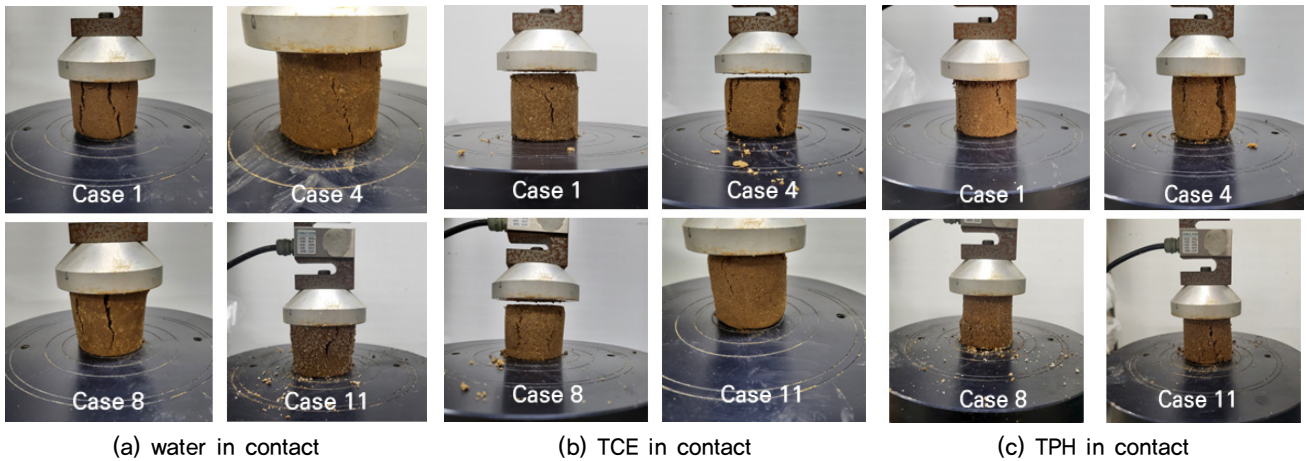 Case 1
Case 4
Case 8
Case 11
(a) water in contact
Case 1
Case 4
Case 8
Case 11
(b) TCE in contact
Case 1
Case 4
Case 8
Case 11
(c) TPH in contact